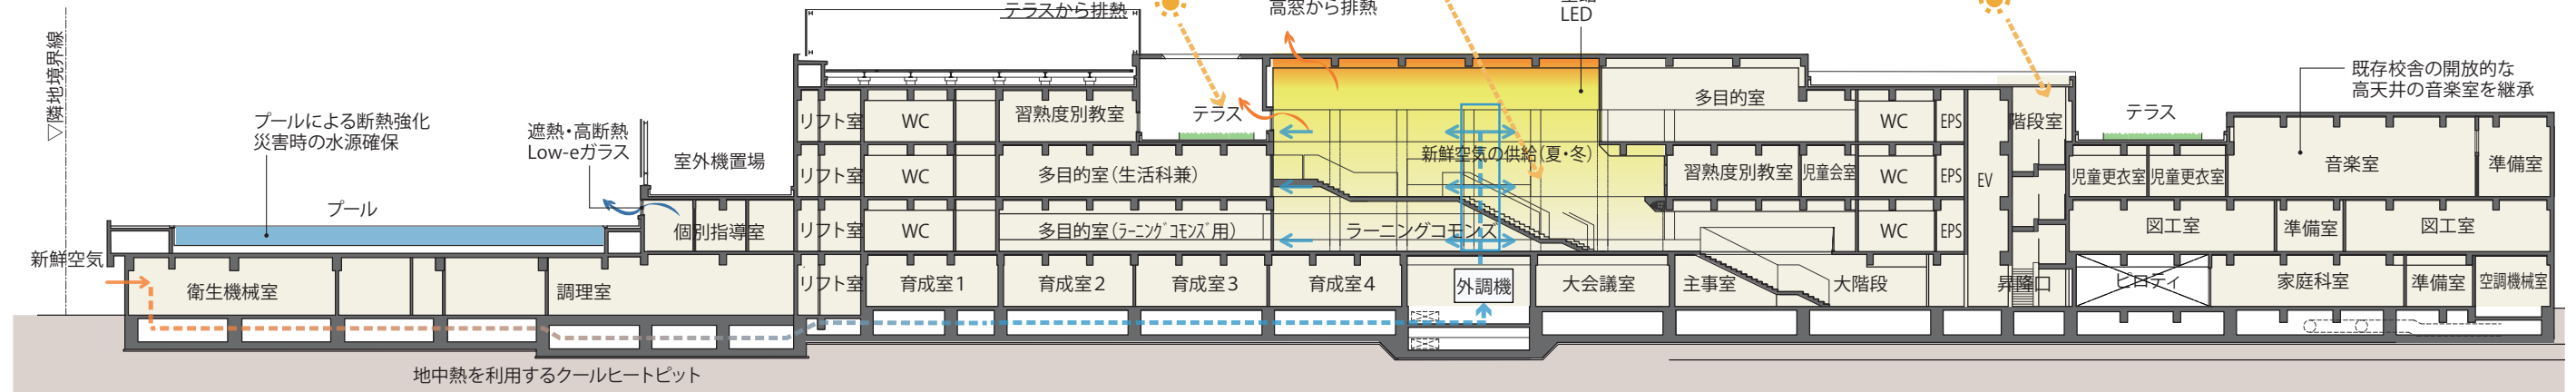 テラスから排熱
高窓から排熱
LED
▽隣地境界線
プールによる断熱強化
災害時の水源確保
遮熱・高断熱
Low-eガラス
室外機置場
プール
新鮮空気
既存校舎の開放的な
高天井の音楽室を継承
リフト室
WC
習熟度別教室
テラス
多目的室
WC
EPS
階段室
テラス
リフト室
WC
多目的室(生活科兼)
新鮮空気の供給(夏・冬)
習熟度別教室
児童会室
WC
EPS
EV
児童更衣室
児童更衣室
音楽室
準備室
個別指導室
リフト室
WC
多目的室(ラーニングコモンズ用)
ラーニングコモンズ
WC
EPS
図工室
準備室
図工室
衛生機械室
調理室
リフト室
育成室1
育成室2
育成室3
育成室4
外調機
大会議室
主事室
大階段
昇降口
ピロティ
家庭科室
準備室
空調機械室
地中熱を利用するクールヒートピット